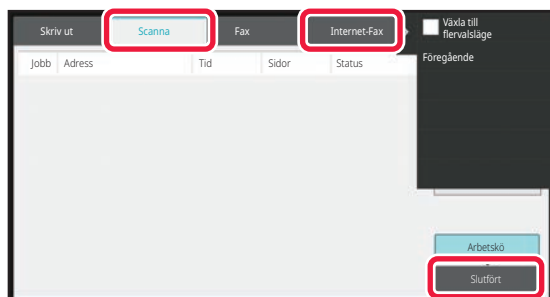 Skriv ut Scanna Fax Internet-Fax
Växla till
flervalsläge
Jobb Adress Tid Sidor Status
Föregående
Arbetskö
Slutfört